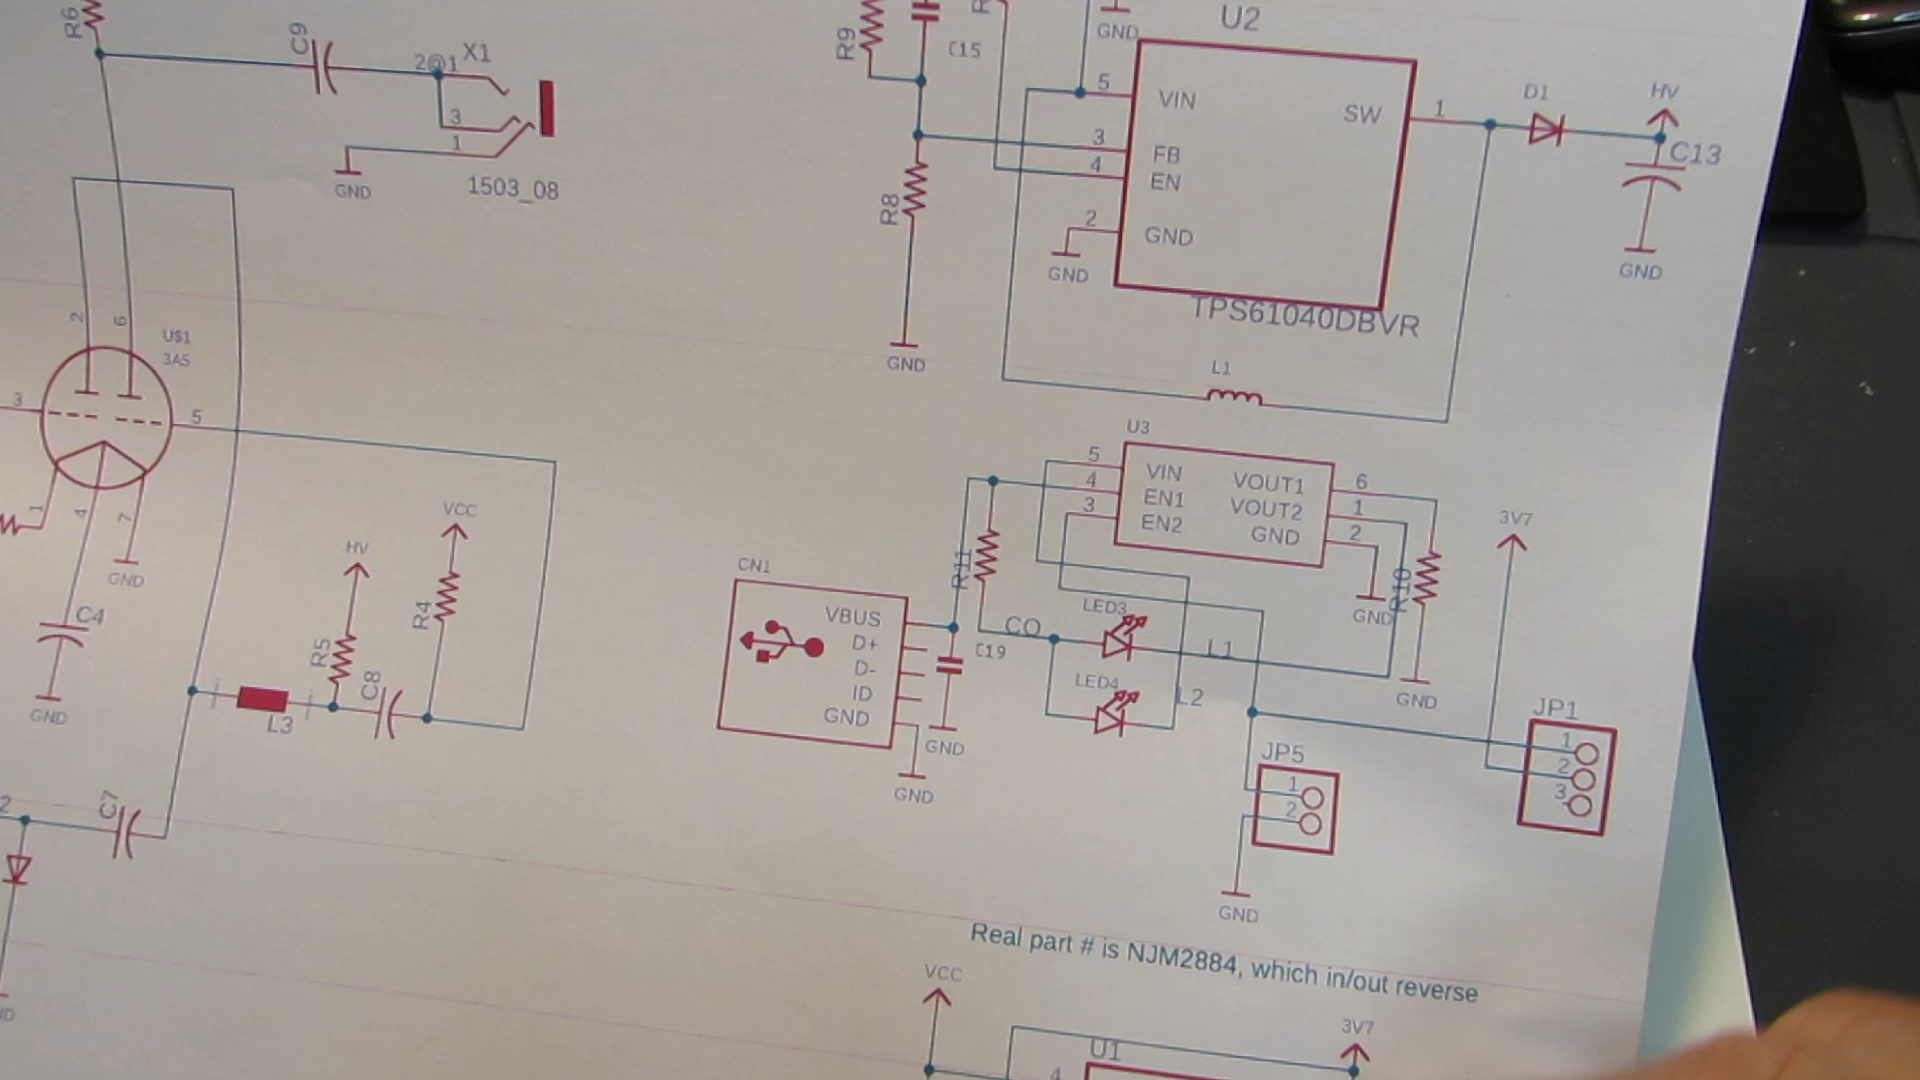 R6
C9
2@1
X1
3
1
GND
1503_08
R9
C15
R8
GND
GND
U2
5
VIN
SW
1
3
FB
4
EN
2
GND
GND
TPS61040DBVR
D1
HV
C13
GND
L1
2
6
U$1
3A5
3
5
1
4
7
GND
C4
GND
HV
VCC
R5
R4
C8
L3
C7
2
U3
5
VIN
VOUT1
6
4
EN1
VOUT2
1
3
EN2
GND
2
GND
R10
GND
3V7
CN1
VBUS
D+
D-
ID
GND
GND
R11
C19
GND
CO
LED3
L1
LED4
L2
JP1
1
2
3
JP5
1
2
GND
Real part # is NJM2884, which in/out reverse
VCC
3V7
U1
4